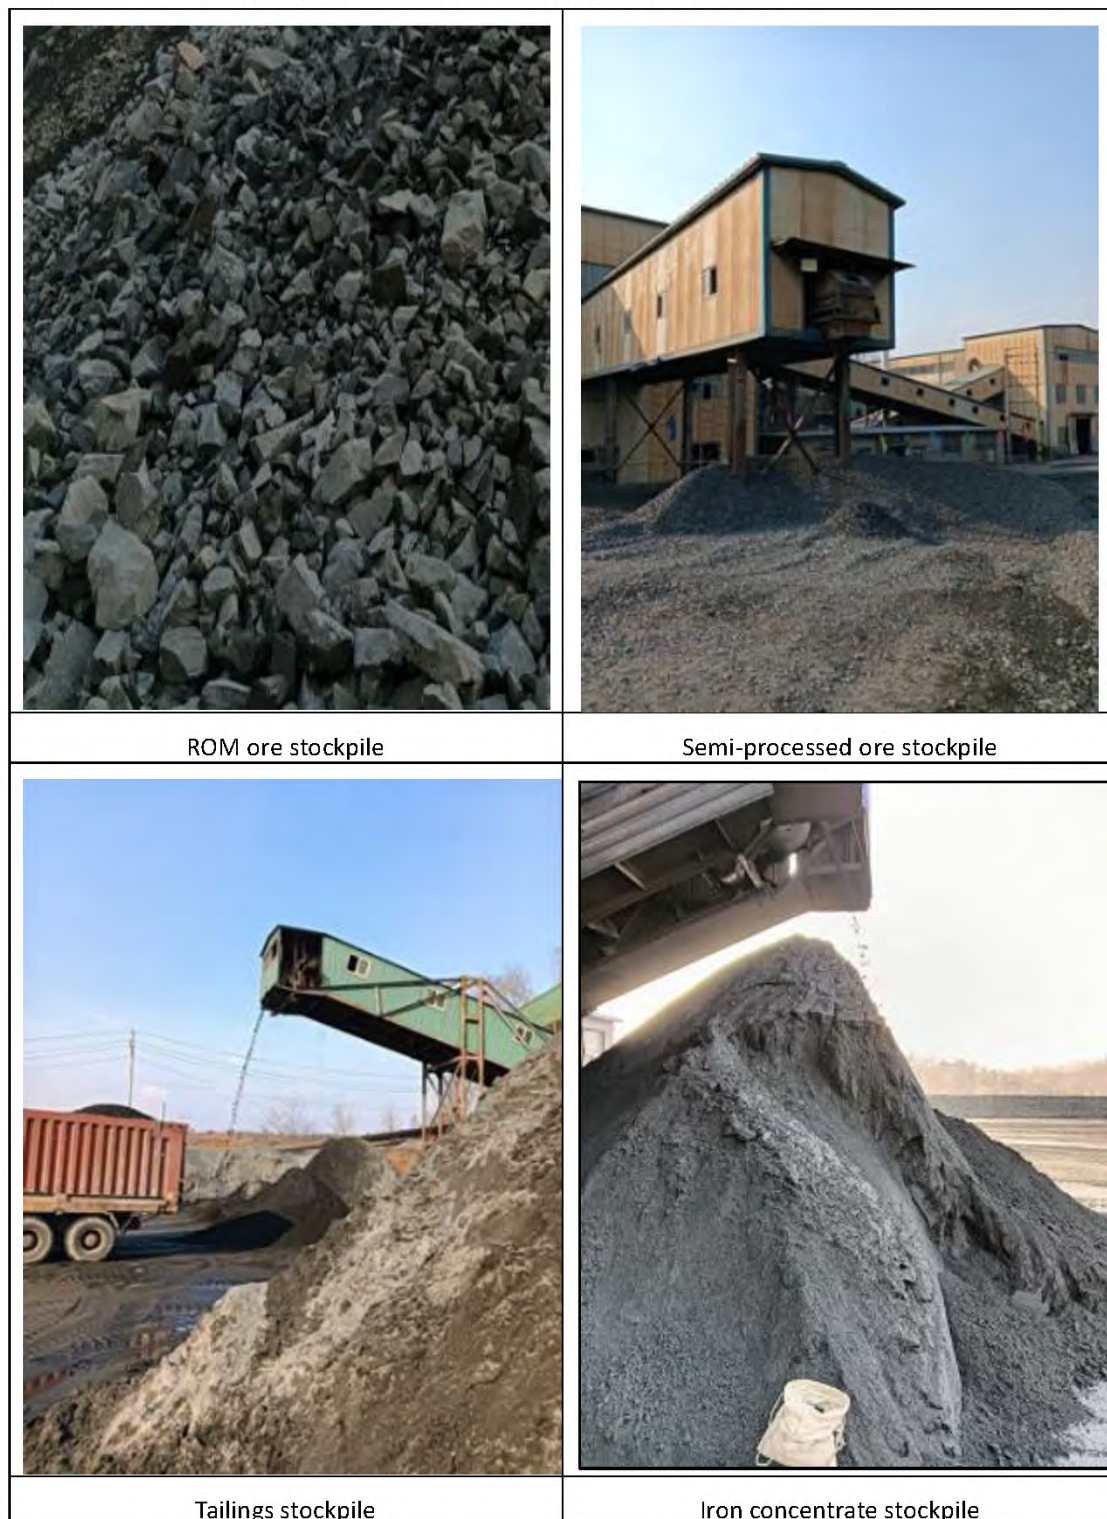 ROM ore stockpile
Semi-processed ore stockpile
Tailings stockpile
Iron concentrate stockpile